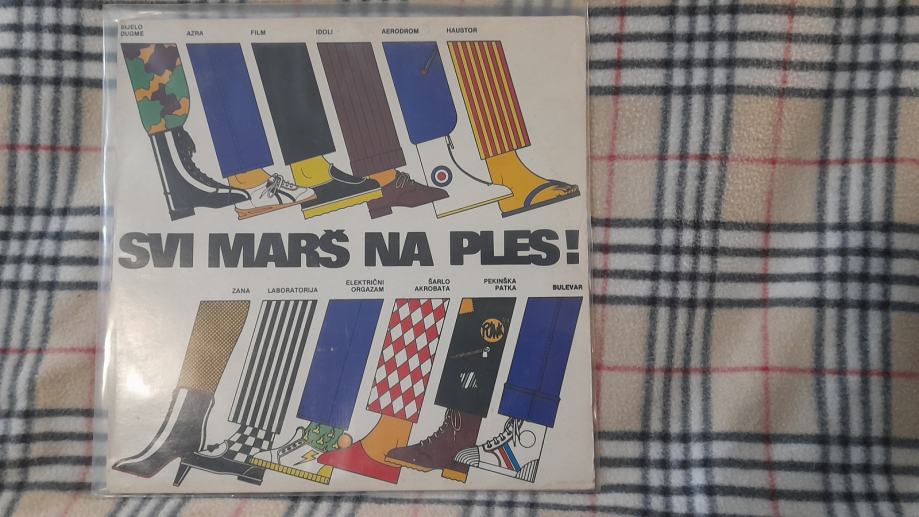 BIJELO
DUGME
AZRA
FILM
IDOLI
AERODROM
HAUSTOR
SVI MARŠ NA PLES!
ZANA
LABORATORIJA
ELEKTRIČNI
ORGAZAM
ŠARLO
AKROBATA
PEKINŠKA
PATKA
BULEVAR
PUNK